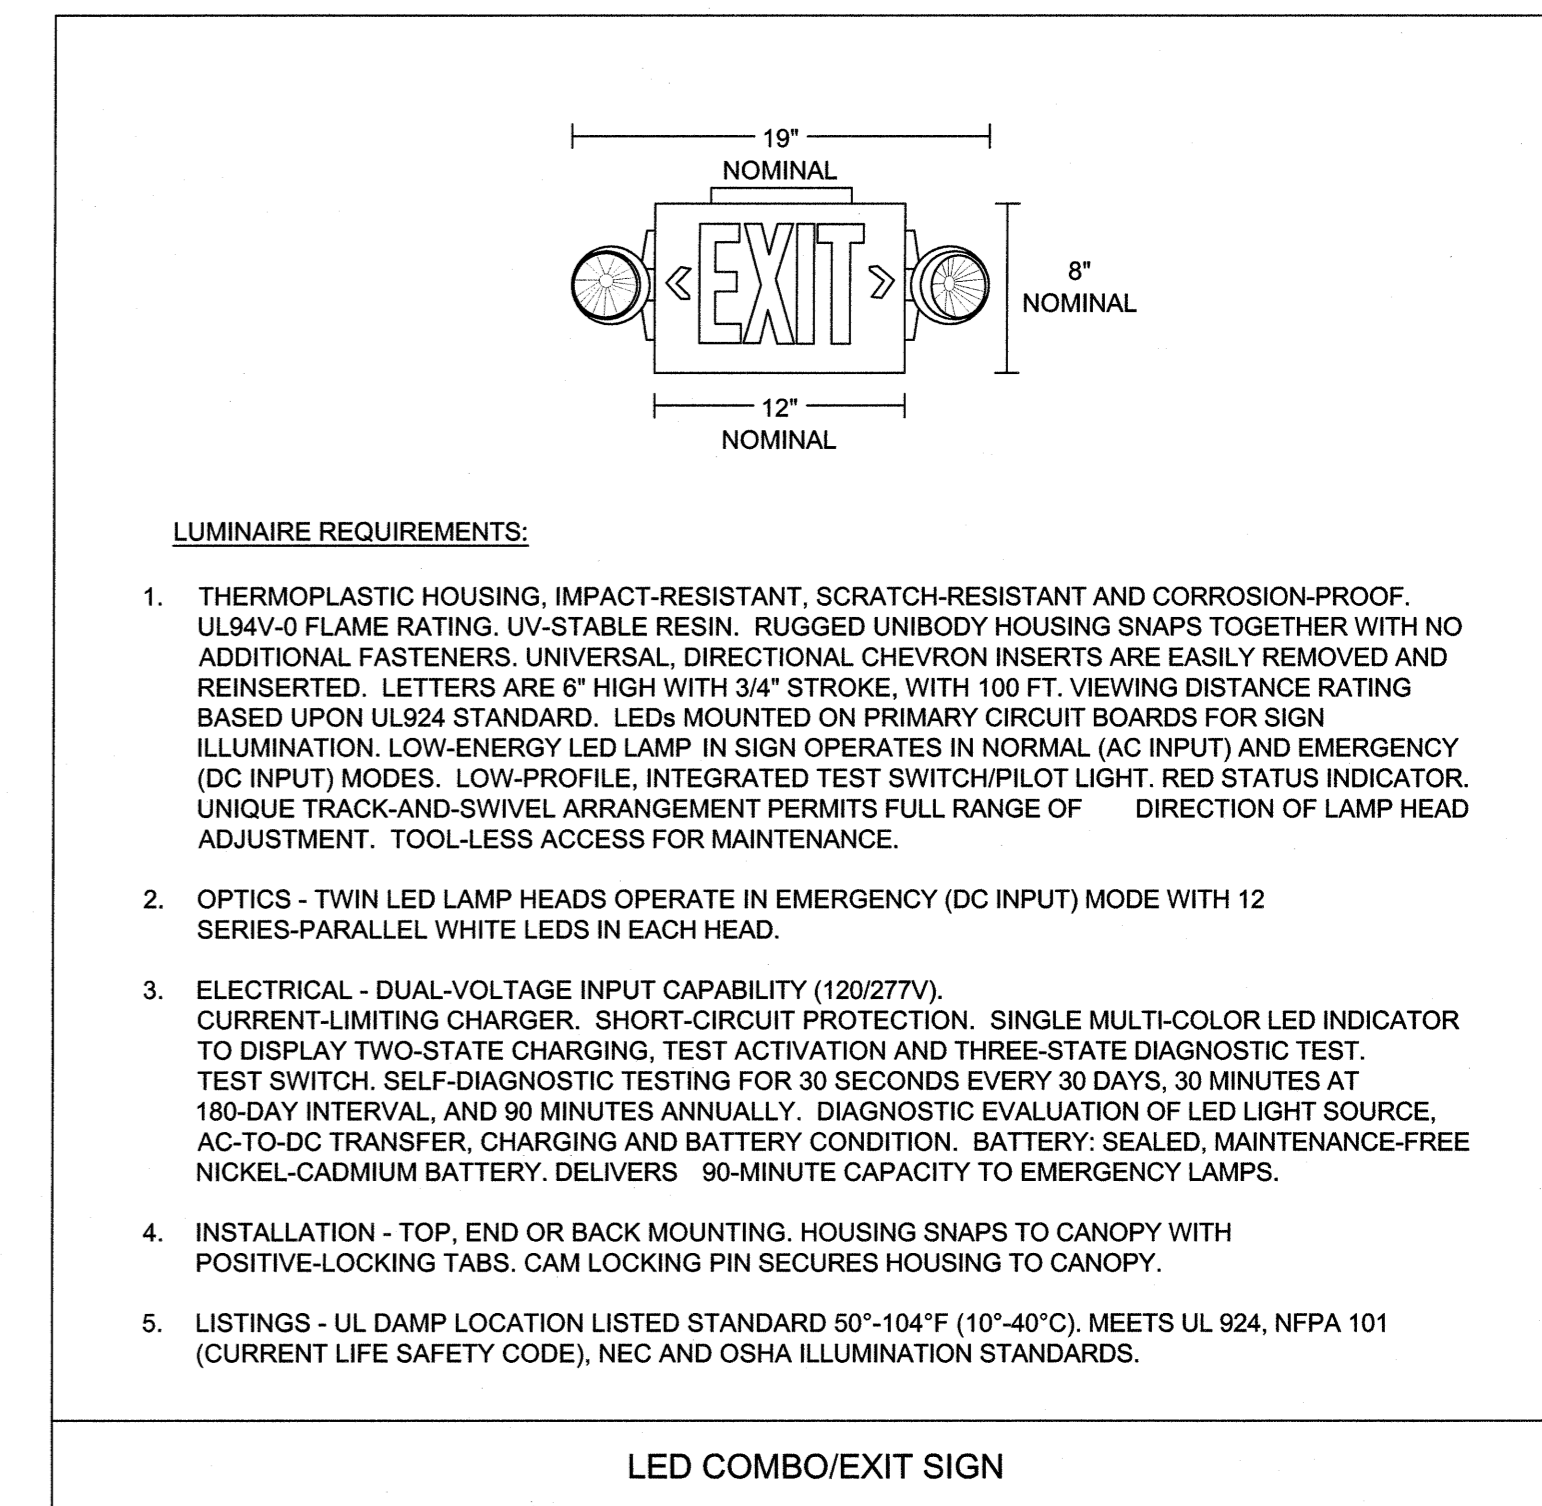 19"
NOMINAL
EXIT
8"
NOMINAL
12"
NOMINAL
LUMINAIRE REQUIREMENTS:
1. THERMOPLASTIC HOUSING, IMPACT-RESISTANT, SCRATCH-RESISTANT AND CORROSION-PROOF.
UL94V-0 FLAME RATING. UV-STABLE RESIN. RUGGED UNIBODY HOUSING SNAPS TOGETHER WITH NO
ADDITIONAL FASTENERS. UNIVERSAL, DIRECTIONAL CHEVRON INSERTS ARE EASILY REMOVED AND
REINSERTED. LETTERS ARE 6" HIGH WITH 3/4" STROKE, WITH 100 FT. VIEWING DISTANCE RATING
BASED UPON UL924 STANDARD. LEDs MOUNTED ON PRIMARY CIRCUIT BOARDS FOR SIGN
ILLUMINATION. LOW-ENERGY LED LAMP IN SIGN OPERATES IN NORMAL (AC INPUT) AND EMERGENCY
(DC INPUT) MODES. LOW-PROFILE, INTEGRATED TEST SWITCH/PILOT LIGHT. RED STATUS INDICATOR.
UNIQUE TRACK-AND-SWIVEL ARRANGEMENT PERMITS FULL RANGE OF DIRECTION OF LAMP HEAD
ADJUSTMENT. TOOL-LESS ACCESS FOR MAINTENANCE.
2. OPTICS - TWIN LED LAMP HEADS OPERATE IN EMERGENCY (DC INPUT) MODE WITH 12
SERIES-PARALLEL WHITE LEDS IN EACH HEAD.
3. ELECTRICAL - DUAL-VOLTAGE INPUT CAPABILITY (120/277V).
CURRENT-LIMITING CHARGER. SHORT-CIRCUIT PROTECTION. SINGLE MULTI-COLOR LED INDICATOR
TO DISPLAY TWO-STATE CHARGING, TEST ACTIVATION AND THREE-STATE DIAGNOSTIC TEST.
TEST SWITCH. SELF-DIAGNOSTIC TESTING FOR 30 SECONDS EVERY 30 DAYS, 30 MINUTES AT
180-DAY INTERVAL, AND 90 MINUTES ANNUALLY. DIAGNOSTIC EVALUATION OF LED LIGHT SOURCE,
AC-TO-DC TRANSFER, CHARGING AND BATTERY CONDITION. BATTERY: SEALED, MAINTENANCE-FREE
NICKEL-CADMIUM BATTERY. DELIVERS 90-MINUTE CAPACITY TO EMERGENCY LAMPS.
4. INSTALLATION - TOP, END OR BACK MOUNTING. HOUSING SNAPS TO CANOPY WITH
POSITIVE-LOCKING TABS. CAM LOCKING PIN SECURES HOUSING TO CANOPY.
5. LISTINGS - UL DAMP LOCATION LISTED STANDARD 50°-104°F (10°-40°C). MEETS UL 924, NFPA 101
(CURRENT LIFE SAFETY CODE), NEC AND OSHA ILLUMINATION STANDARDS.
LED COMBO/EXIT SIGN